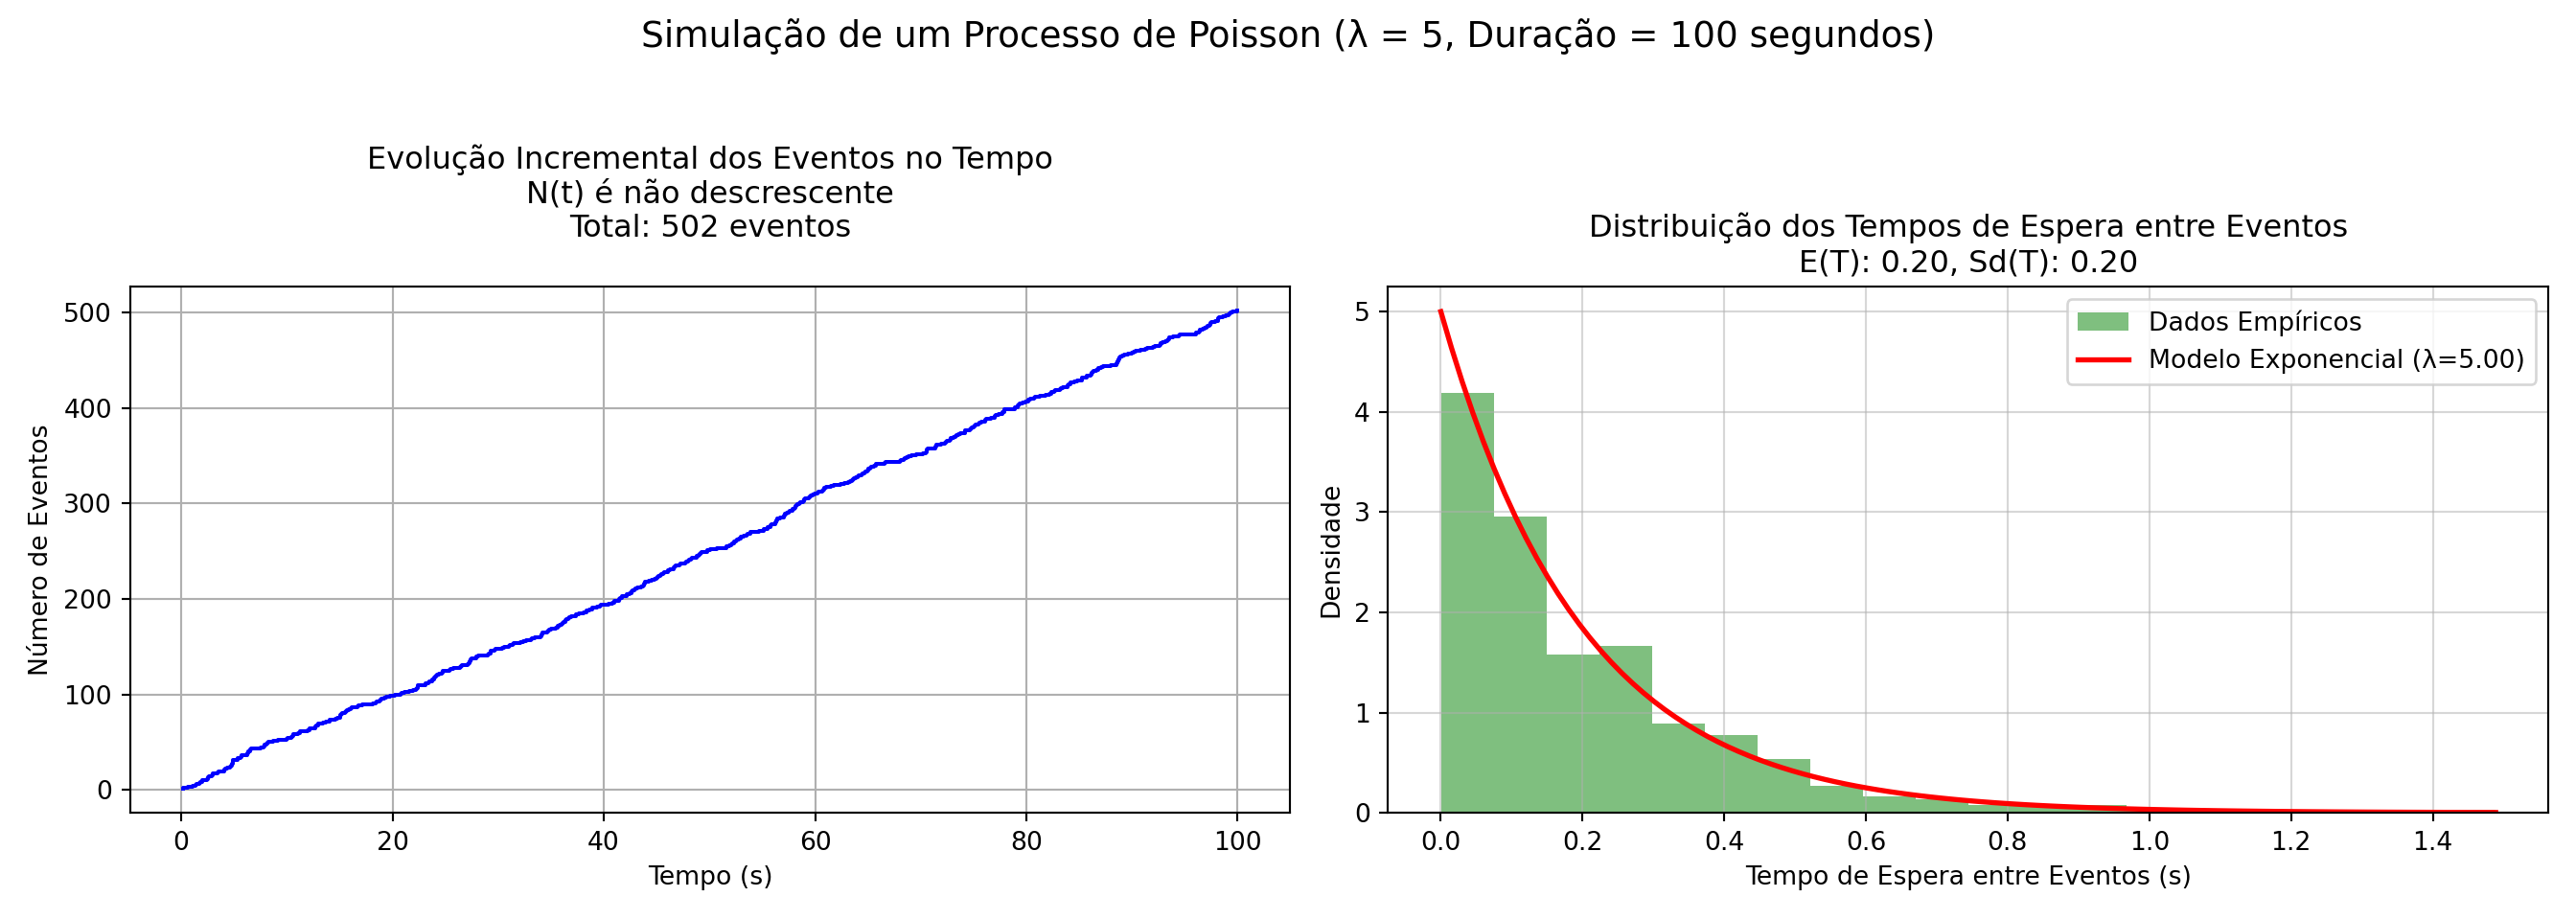 Simulação de um Processo de Poisson (λ = 5, Duração = 100 segundos)
Evolução Incremental dos Eventos no Tempo
N(t) é não descrescente
Total: 502 eventos
500
400
300
200
100
0
Número de Eventos
0 20 40 60 80 100
Tempo (s)
Distribuição dos Tempos de Espera entre Eventos
E(T): 0.20, Sd(T): 0.20
Dados Empíricos
Modelo Exponencial (λ=5.00)
5
4
3
2
1
0
Densidade
0.0 0.2 0.4 0.6 0.8 1.0 1.2 1.4
Tempo de Espera entre Eventos (s)